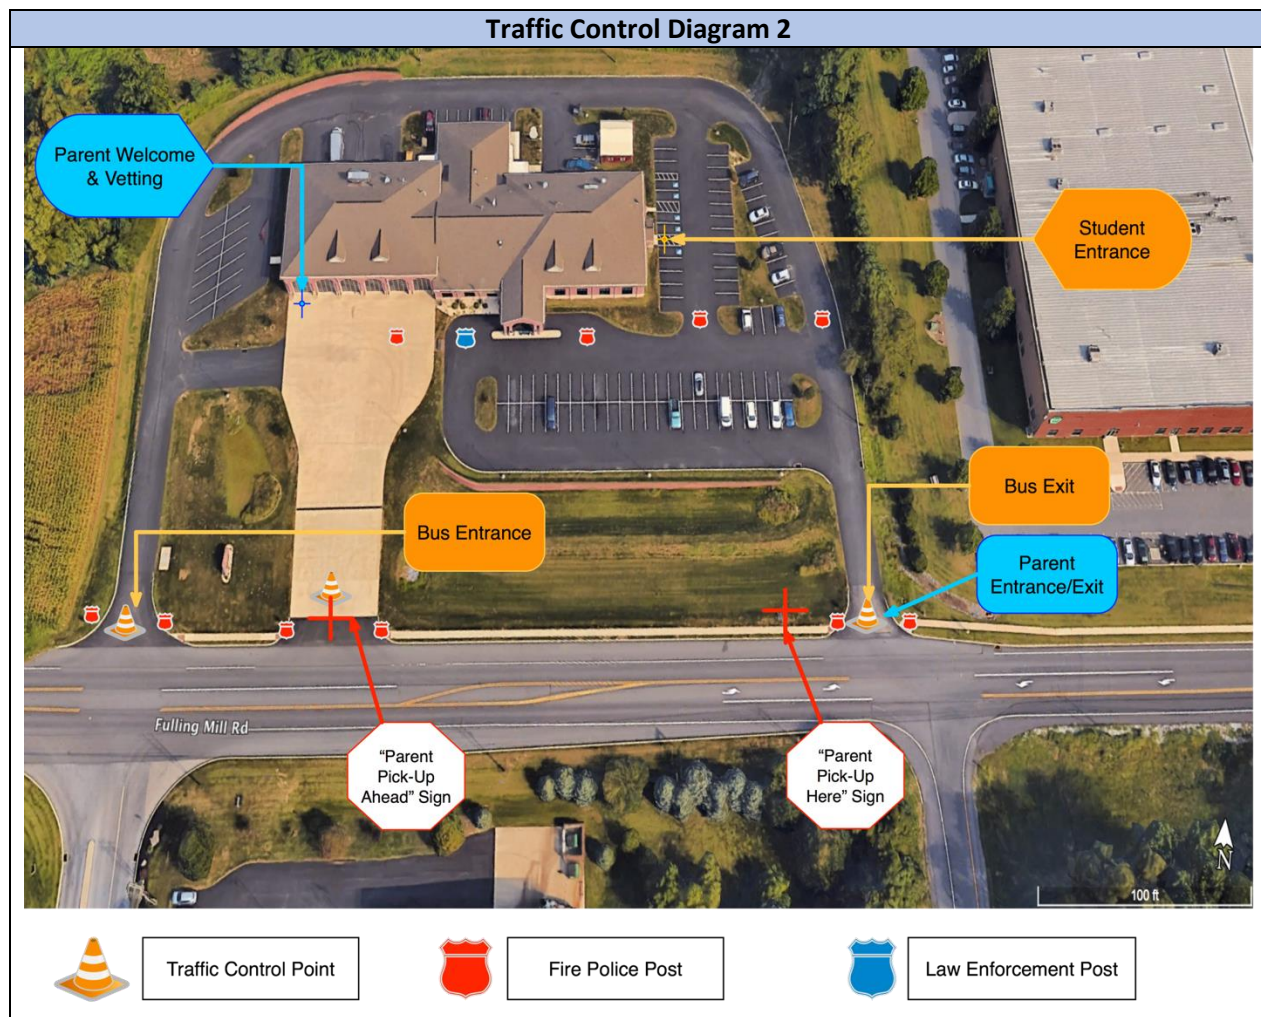 Traffic Control Diagram 2
Parent Welcome
& Vetting
Student
Entrance
Bus Exit
Bus Entrance
Parent
Entrance/Exit
Fulling Mill Rd
“Parent
Pick-Up
Ahead” Sign
“Parent
Pick-Up
Here” Sign
N
100 ft
Traffic Control Point
Fire Police Post
Law Enforcement Post